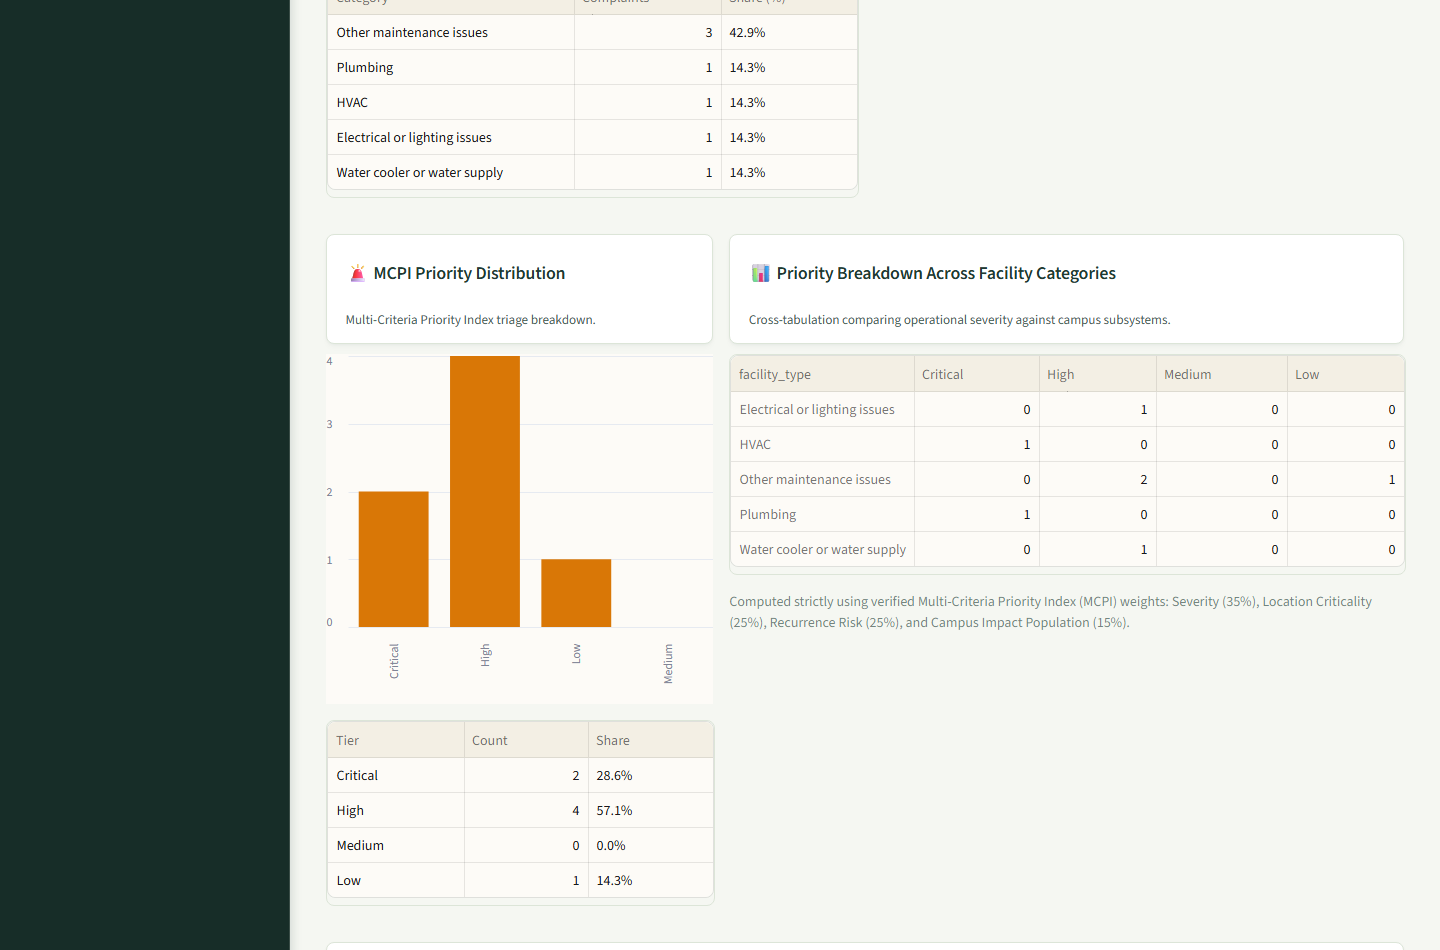 Category Complaints Share (%)
Other maintenance issues 3 42.9%
Plumbing 1 14.3%
HVAC 1 14.3%
Electrical or lighting issues 1 14.3%
Water cooler or water supply 1 14.3%
MCPI Priority Distribution
Multi-Criteria Priority Index triage breakdown.
4
3
2
1
0
Critical
High
Low
Medium
Tier Count Share
Critical 2 28.6%
High 4 57.1%
Medium 0 0.0%
Low 1 14.3%
Priority Breakdown Across Facility Categories
Cross-tabulation comparing operational severity against campus subsystems.
facility_type Critical High Medium Low
Electrical or lighting issues 0 1 0 0
HVAC 1 0 0 0
Other maintenance issues 0 2 0 1
Plumbing 1 0 0 0
Water cooler or water supply 0 1 0 0
Computed strictly using verified Multi-Criteria Priority Index (MCPI) weights: Severity (35%), Location Criticality
(25%), Recurrence Risk (25%), and Campus Impact Population (15%).